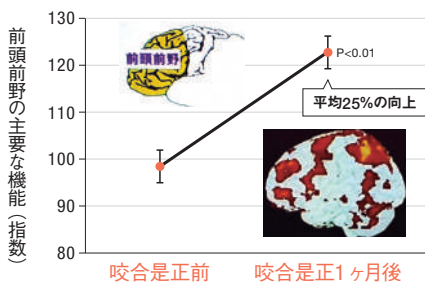 前頭前野の主要な機能（指数）
130
120
110
100
90
80
前頭前野
P<0.01
平均25%の向上
咬合是正前
咬合是正1ヶ月後